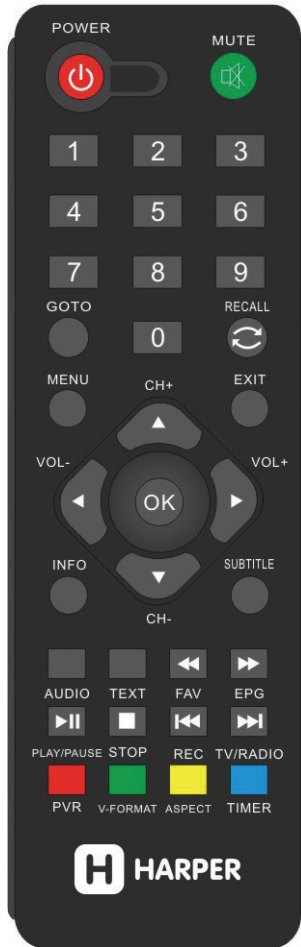 POWER
MUTE
1 2 3
4 5 6
7 8 9
GOTO RECALL
0
MENU CH+ EXIT
VOL- VOL+
OK
INFO SUBTITLE
CH-
AUDIO TEXT FAV EPG
PLAY/PAUSE STOP REC TV/RADIO
PVR V-FORMAT ASPECT TIMER
H HARPER